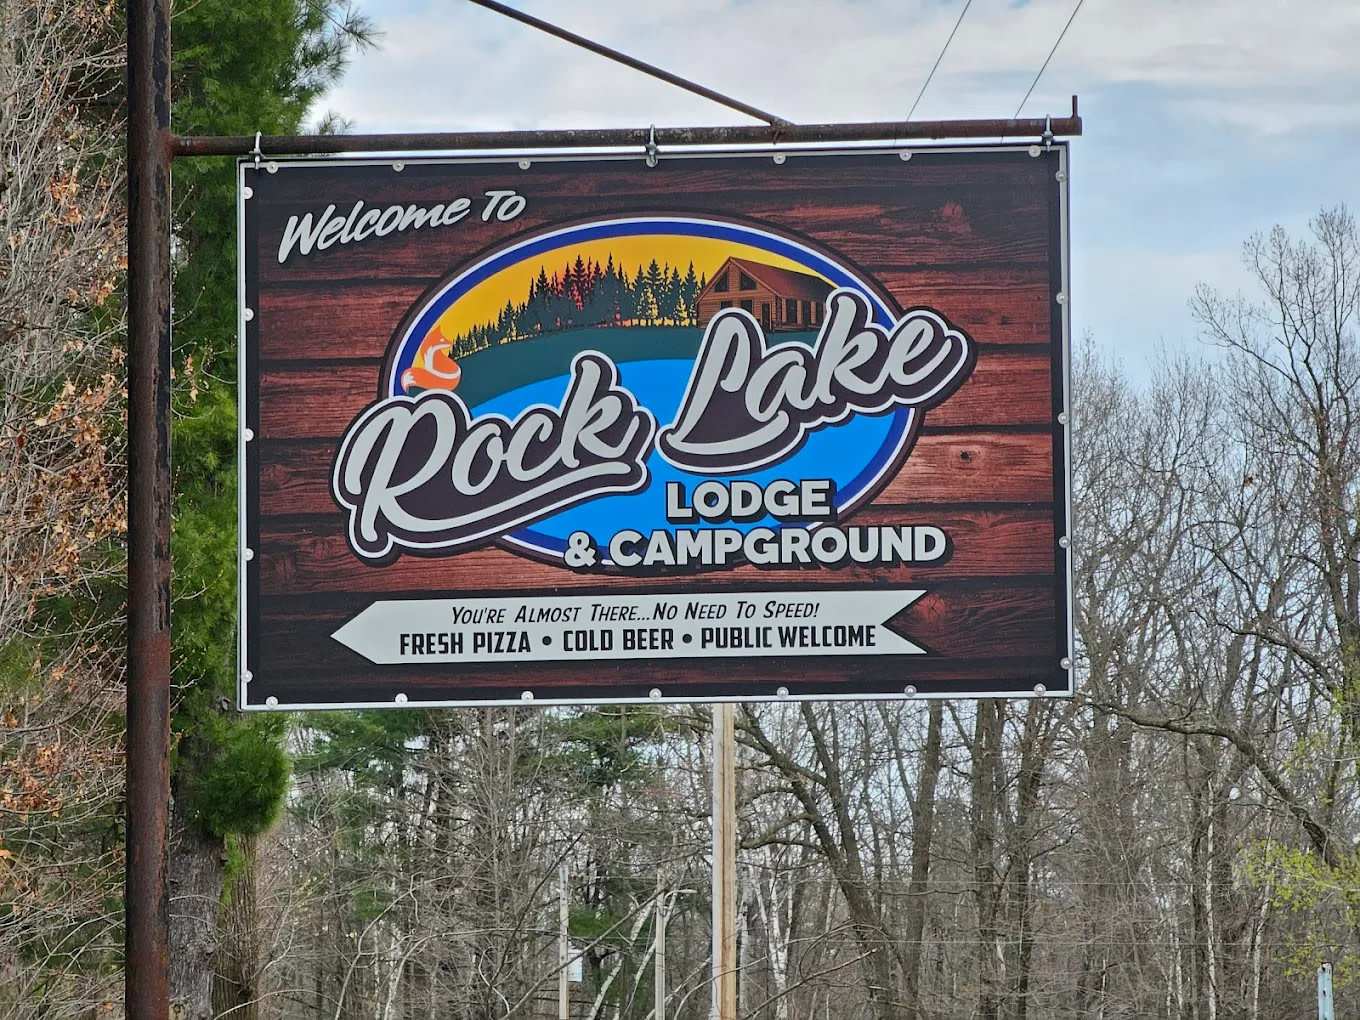 Welcome To
Rock Lake
LODGE
& CAMPGROUND
YOU'RE ALMOST THERE...NO NEED TO SPEED!
FRESH PIZZA • COLD BEER • PUBLIC WELCOME